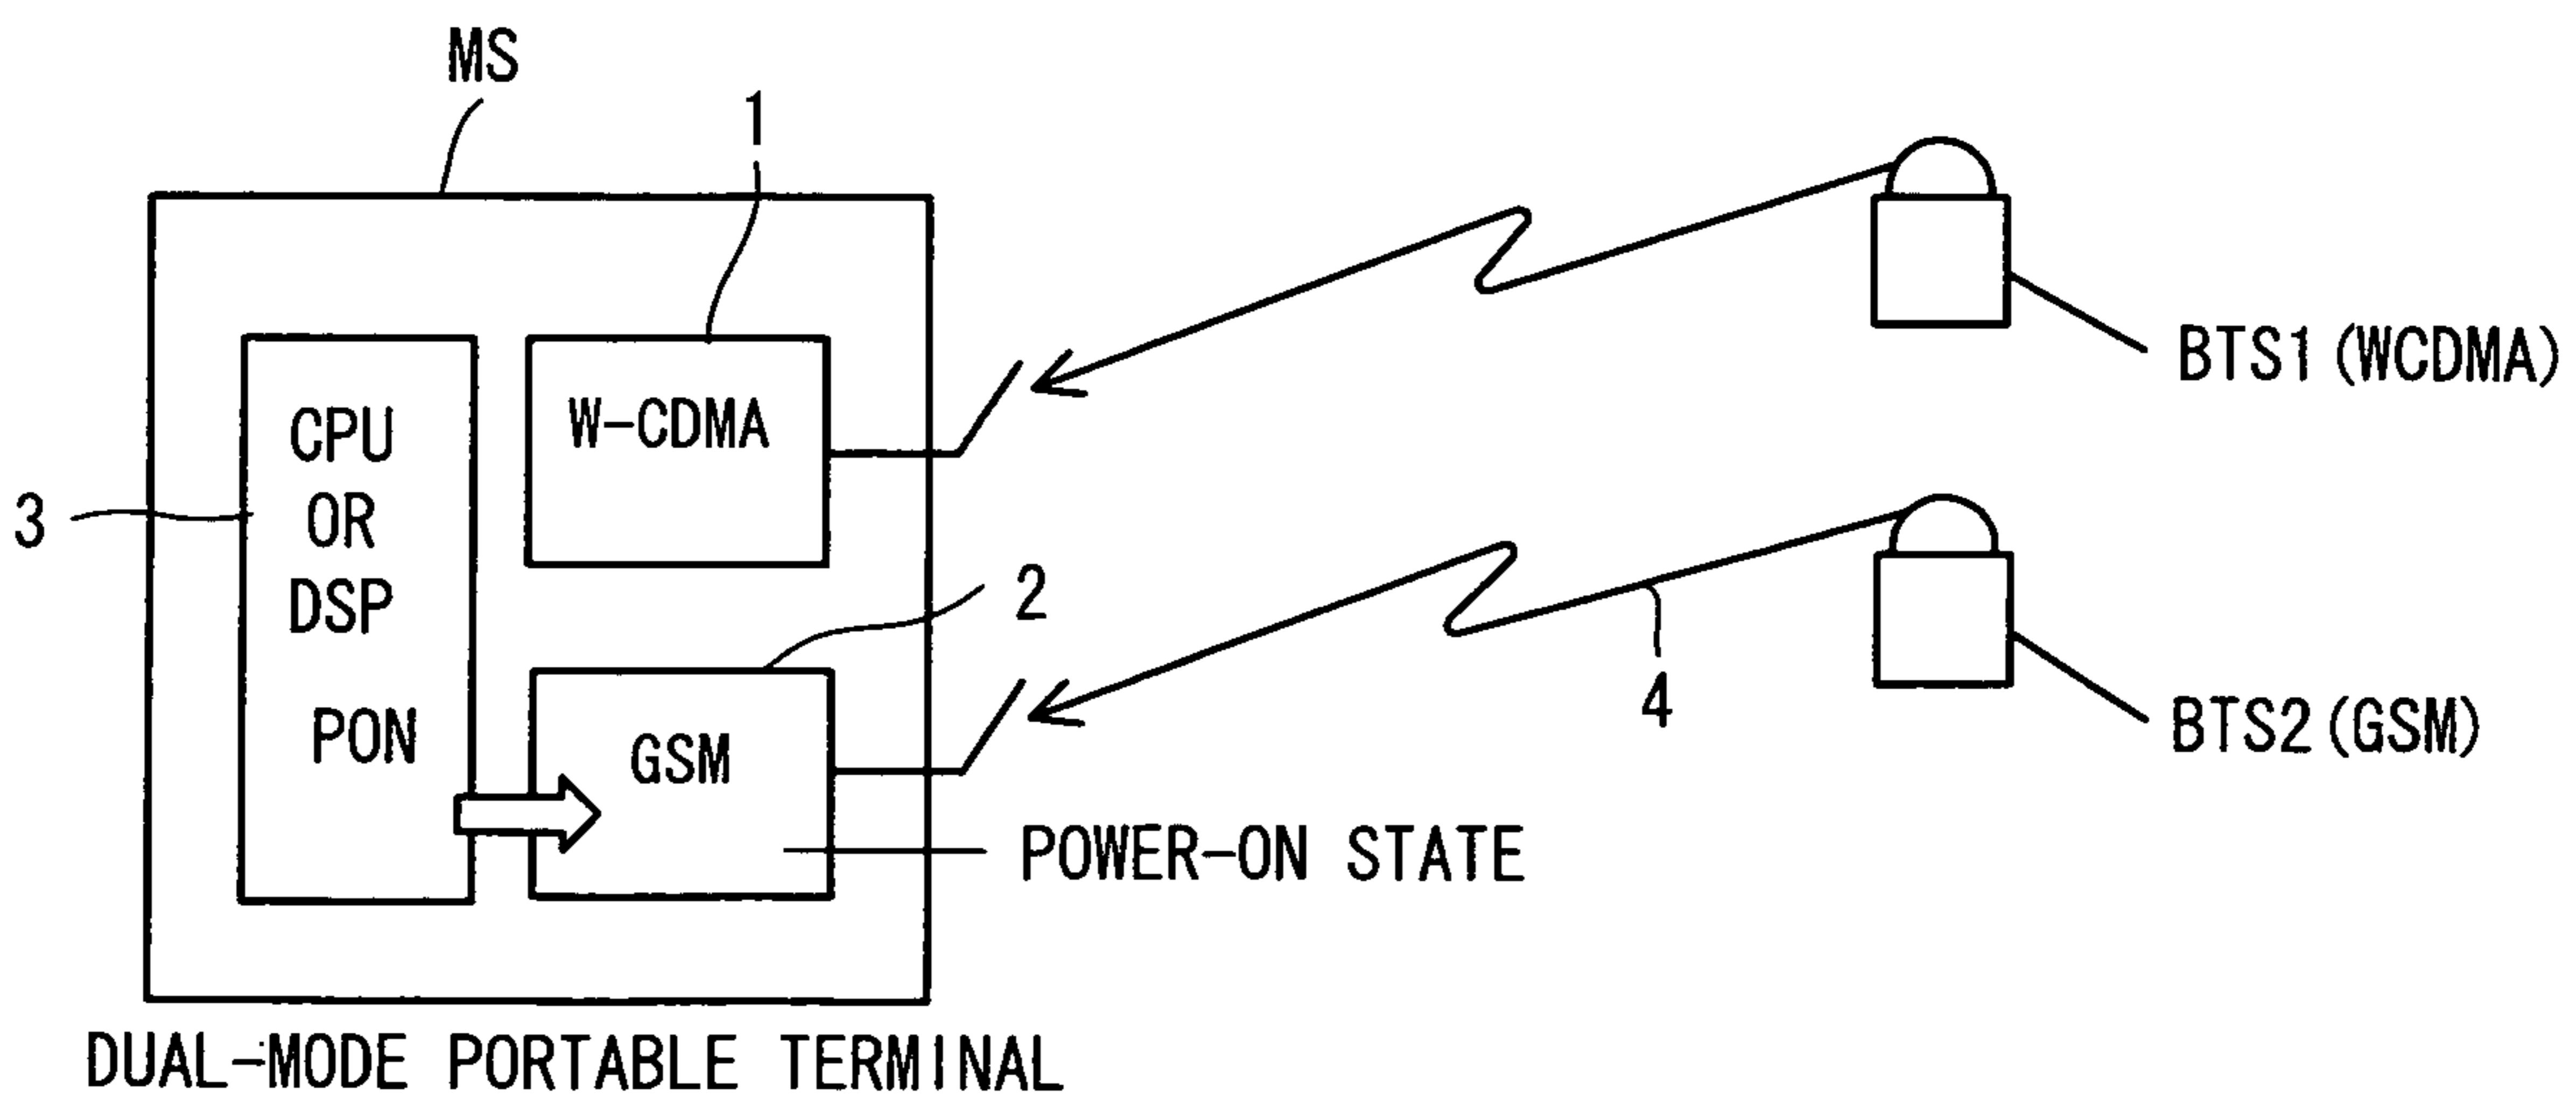 MS
1
BTS1(WCDMA)
CPU
OR
DSP
W-CDMA
3
2
4
PON
GSM
BTS2(GSM)
POWER-ON STATE
DUAL-MODE PORTABLE TERMINAL